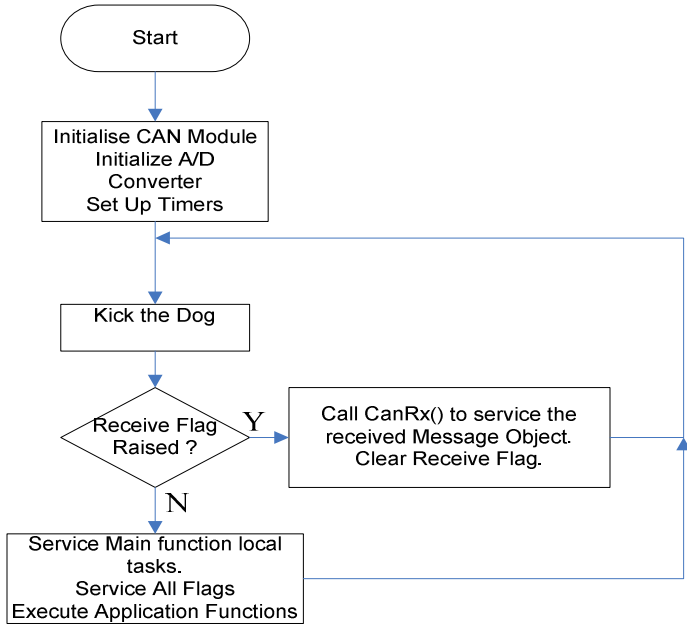 Start
Initialise CAN Module
Initialize A/D
Converter
Set Up Timers
Kick the Dog
Receive Flag
Raised ?
Y
Call CanRx() to service the
received Message Object.
Clear Receive Flag.
N
Service Main function local
tasks.
Service All Flags
Execute Application Functions